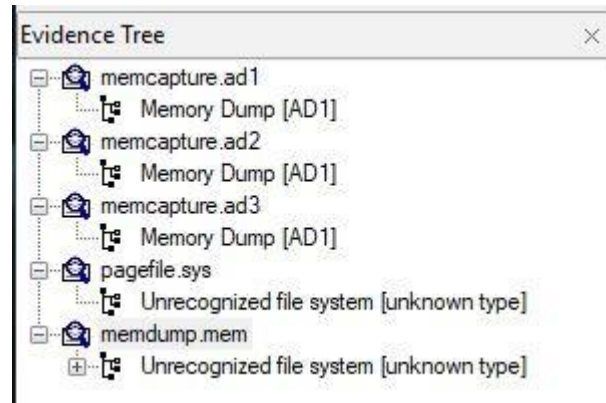 Evidence Tree
memcapture.ad1
Memory Dump [AD1]
memcapture.ad2
Memory Dump [AD1]
memcapture.ad3
Memory Dump [AD1]
pagefile.sys
Unrecognized file system [unknown type]
memdump.mem
Unrecognized file system [unknown type]